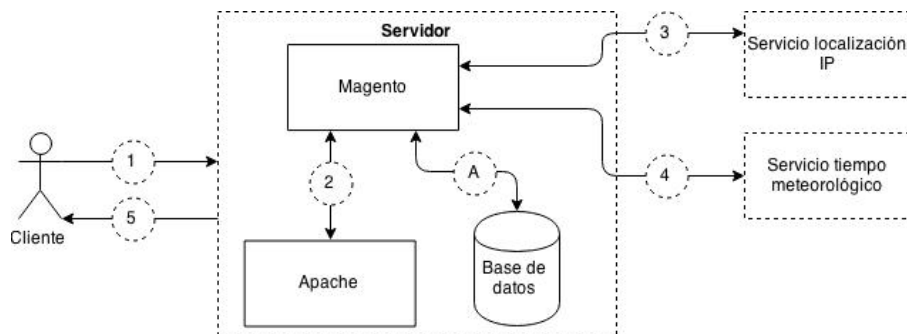 Servidor
3
Servicio localización
IP
Magento
1
2
A
4
Servicio tiempo
meteorológico
5
Cliente
Apache
Base de
datos